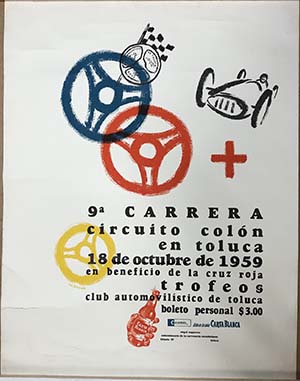 9ª CARRERA
circuito colón
en toluca
18 de octubre de 1959
en beneficio de la cruz roja
trofeos
club automovilístico de toluca
boleto personal $3.00
CARTA BLANCA